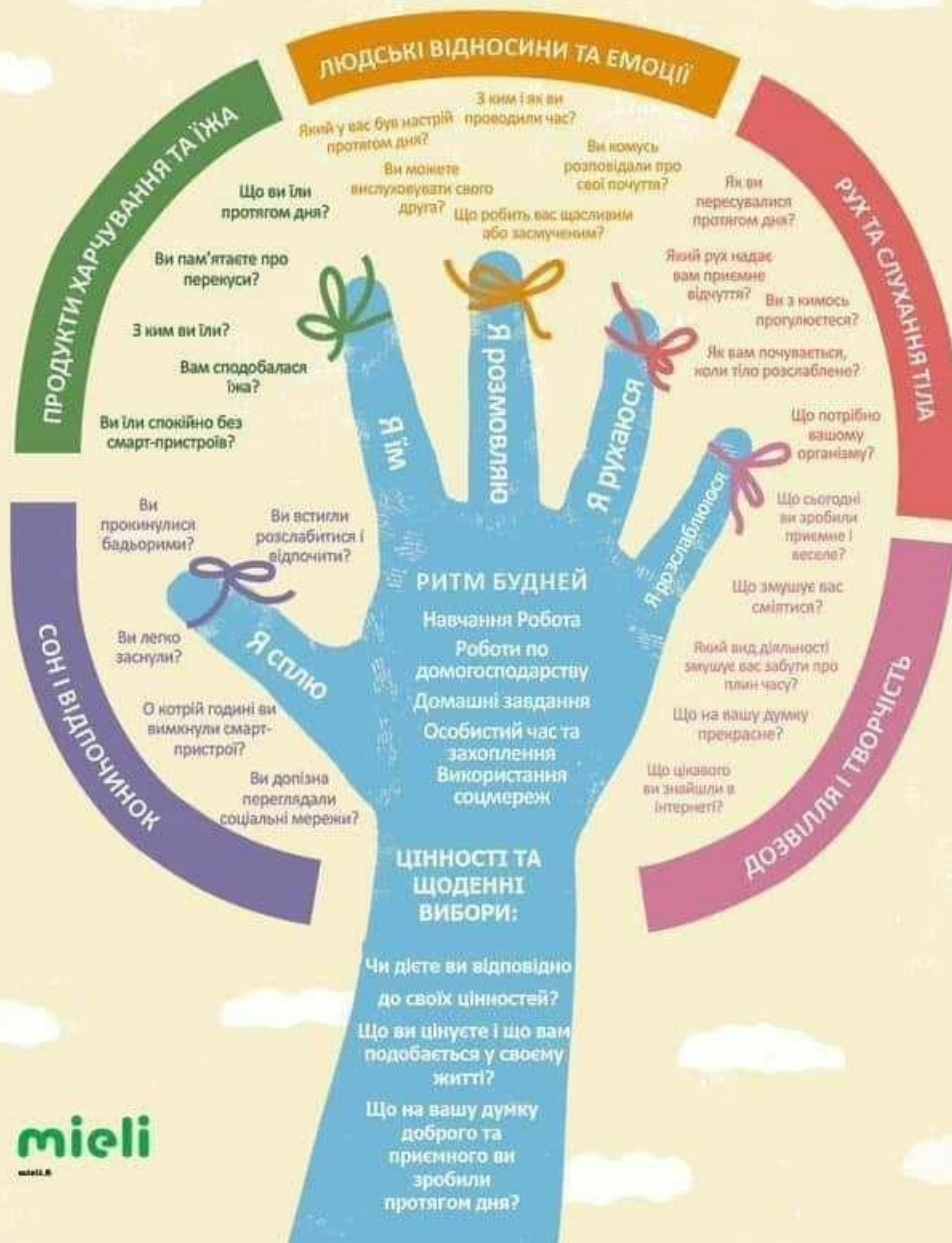 ЛЮДСЬКІ ВІДНОСИНИ ТА ЕМОЦІЇ
Який у вас був настрій
протягом дня?
З ким і як ви
проводили час?
Ви можете
вислуховувати свого
друга?
Ви комусь
розповідали про
свої почуття?
Що робить вас щасливим
або засмученим?
ПРОДУКТИ ХАРЧУВАННЯ ТА ЇЖА
Що ви їли
протягом дня?
Ви пам'ятаєте про
перекуси?
З ким ви їли?
Вам сподобалася
їжа?
Ви їли спокійно без
смарт-пристроїв?
РУХ ТА СЛУХАННЯ ТІЛА
Як ви
пересувалися
протягом дня?
Який рух надає
вам приємне
відчуття?
Ви з кимось
прогулюєтеся?
Як вам почувається,
коли тіло розслаблене?
Що потрібно
вашому
організму?
СОН І ВІДПОЧИНОК
Ви
прокинулися
бадьорими?
Ви встигли
розслабитися і
відпочити?
Ви легко
заснули?
О котрій годині ви
вимкнули смарт-
пристрої?
Ви допізна
переглядали
соціальні мережи?
ДОЗВІЛЛЯ І ТВОРЧІСТЬ
Що сьогодні
ви зробили
приємне і
веселе?
Що змушує вас
сміятися?
Який вид діяльності
змушує вас забути про
плин часу?
Що на вашу думку
прекрасне?
Що цікавого
ви знайшли в
інтернеті?
Я сплю
Я їм
Я розмовляю
Я рухаюся
Я розслаблююся
РИТМ БУДНЕЙ
Навчання Робота
Роботи по
домогосподарству
Домашні завдання
Особистий час та
захоплення
Використання
соцмереж
ЦІННОСТІ ТА
ЩОДЕННІ
ВИБОРИ:
Чи дієте ви відповідно
до своїх цінностей?
Що ви цінуєте і що вам
подобається у своєму
житті?
Що на вашу думку
доброго та
приємного ви
зробили
протягом дня?
mieli
mieli.fi